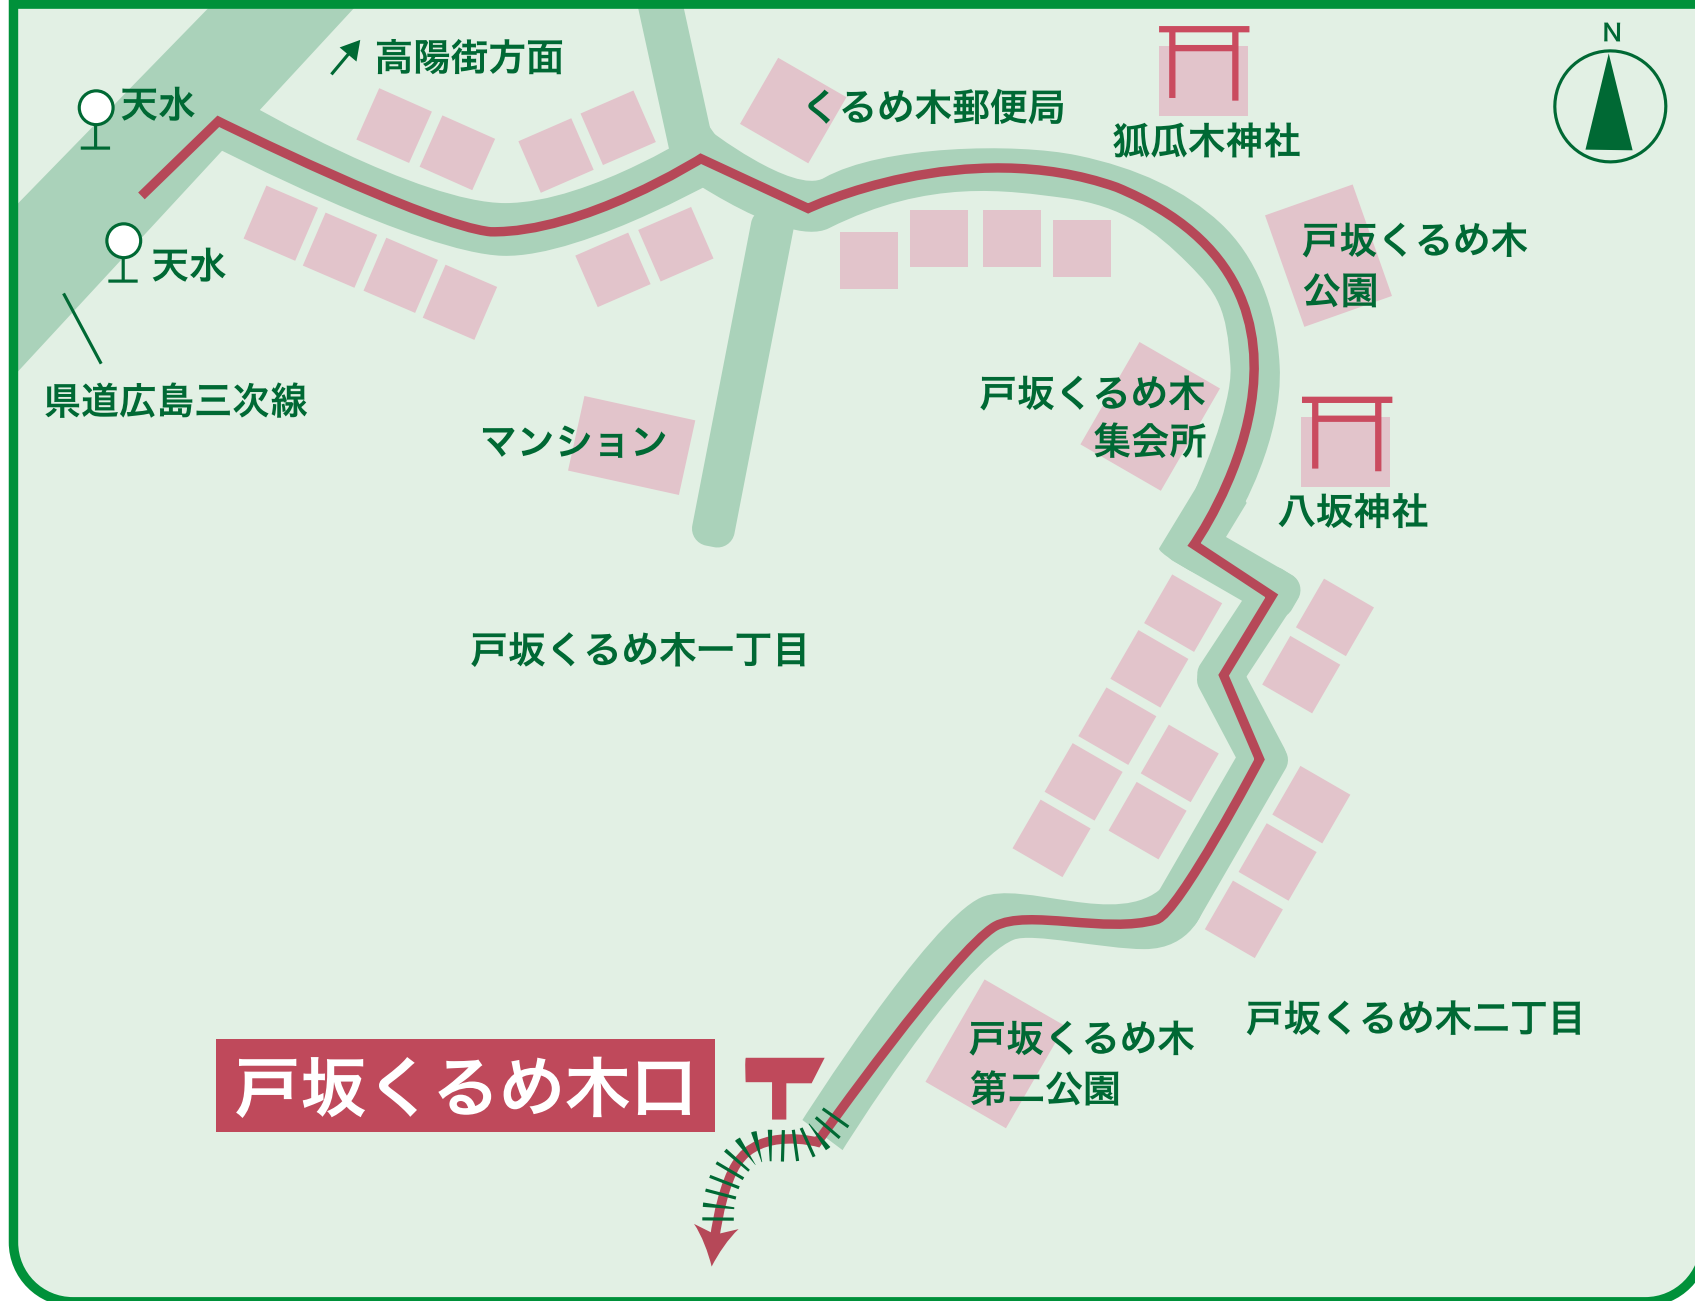 高陽街方面
天水
くるめ木郵便局
狐瓜木神社
N
戸坂くるめ木
公園
天水
県道広島三次線
マンション
戸坂くるめ木
集会所
八坂神社
戸坂くるめ木一丁目
戸坂くるめ木二丁目
戸坂くるめ木
第二公園
戸坂くるめ木口